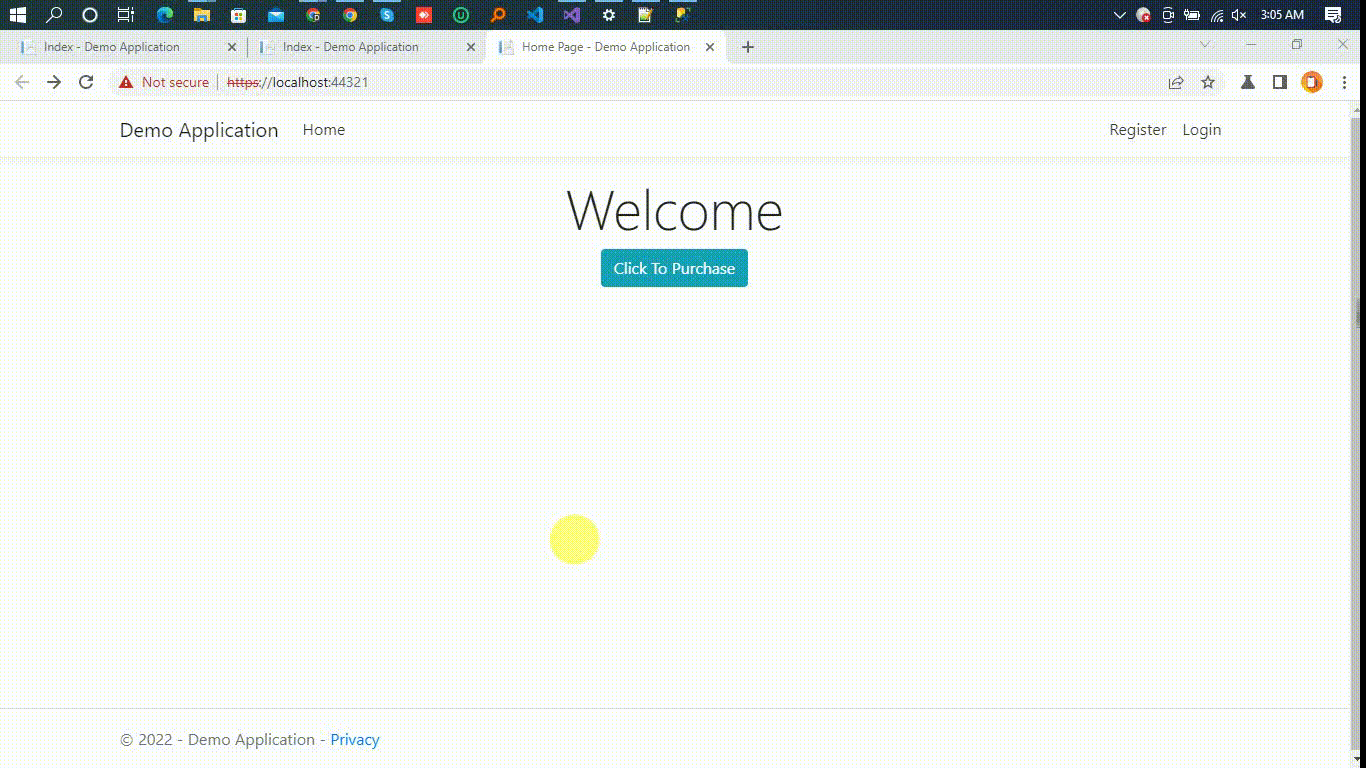 3:05 AM
Index - Demo Application
Index - Demo Application
Home Page - Demo Application
Not secure https://localhost:44321
Demo Application Home Register Login
Welcome
Click To Purchase
© 2022 - Demo Application - Privacy